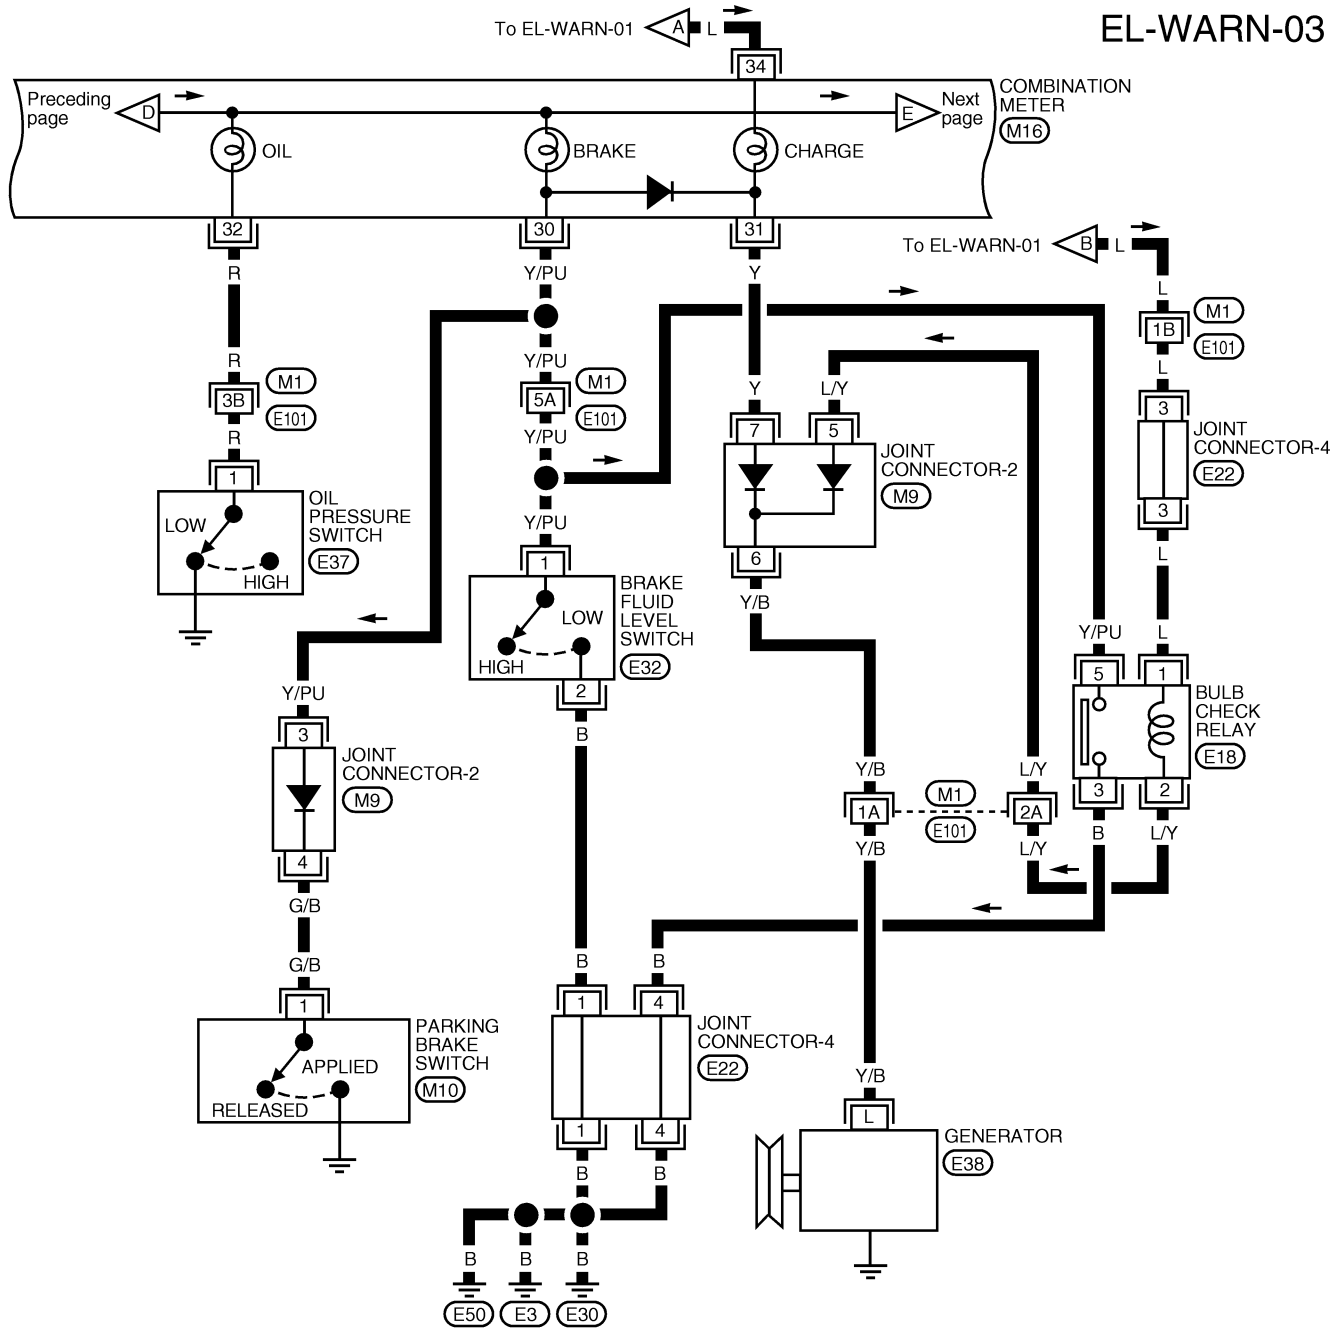 EL-WARN-03
To EL-WARN-01
A
L
34
COMBINATION
METER
M16
Preceding
page
D
E
Next
page
OIL
BRAKE
CHARGE
32
30
31
To EL-WARN-01
B
L
R
Y/PU
Y
L
1B
M1
E101
R
3B
M1
E101
Y/PU
5A
M1
E101
Y
L/Y
L
R
Y/PU
7
5
3
JOINT
CONNECTOR-4
E22
3
JOINT
CONNECTOR-2
M9
1
OIL
PRESSURE
SWITCH
E37
LOW
HIGH
Y/PU
6
L
1
BRAKE
FLUID
LEVEL
SWITCH
E32
LOW
HIGH
2
Y/B
Y/PU
L
5
1
BULB
CHECK
RELAY
E18
3
2
Y/PU
3
JOINT
CONNECTOR-2
M9
4
B
Y/B
L/Y
1A
M1
E101
2A
Y/B
L/Y
B
L/Y
G/B
G/B
B
B
1
1
4
JOINT
CONNECTOR-4
E22
1
4
PARKING
BRAKE
SWITCH
M10
APPLIED
RELEASED
Y/B
L
GENERATOR
E38
B
B
B
B
B
E50
E3
E30